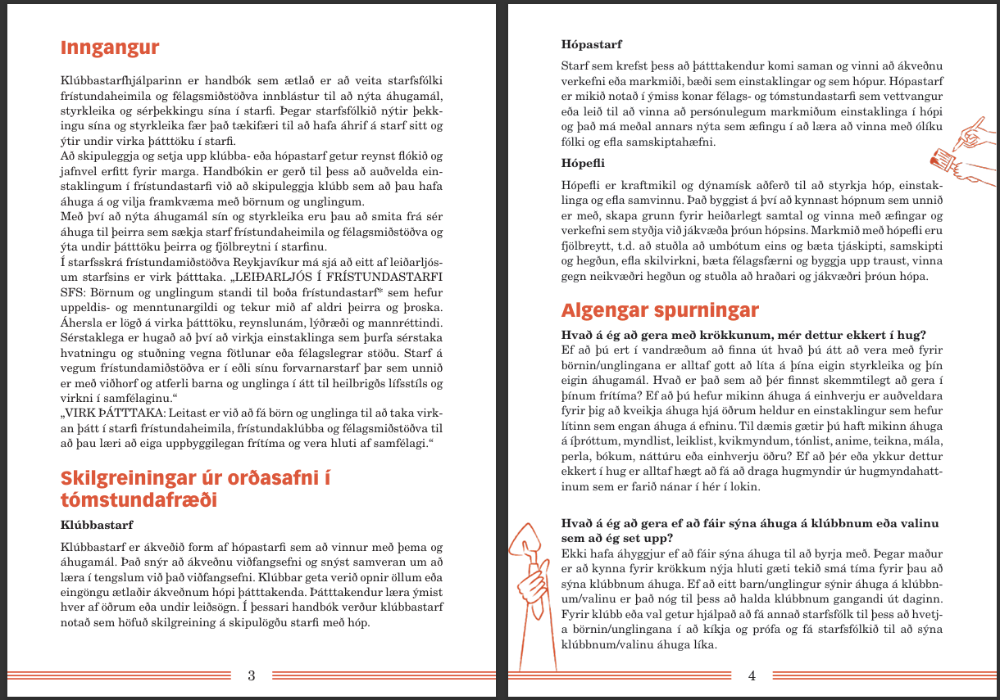 Inngangur
Klúbbastarfhjálparinn er handbók sem ætlað er að veita starfsfólki
frístundaheimila og félagsmiðstöðva innblástur til að nýta áhugamál,
styrkleika og sérþekkingu sína í starfi. Þegar starfsfólkið nýtir þekk-
ingu sína og styrkleika fær það tækifæri til að hafa áhrif á starf sitt og
ýtir undir virka þátttöku í starfi.
Að skipuleggja og setja upp klúbba- eða hópastarf getur reynst flókið og
jafnvel erfitt fyrir marga. Handbókin er gerð til þess að auðvelda ein-
staklingum í frístundastarfi við að skipuleggja klúbb sem að þau hafa
áhuga á og vilja framkvæma með börnum og unglingum.
Með því að nýta áhugamál sín og styrkleika eru þau að smita frá sér
áhuga til þeirra sem sækja starf frístundaheimila og félagsmiðstöðva og
ýta undir þátttöku þeirra og fjölbreytni í starfinu.
Í starfsskrá frístundamiðstöðva Reykjavíkur má sjá að eitt af leiðarljós-
um starfsins er virk þátttaka. „LEIÐARLJÓS Í FRÍSTUNDASTARFI
SFS: Börnum og unglingum standi til boða frístundastarf* sem hefur
uppeldis- og menntunargildi og tekur mið af aldri þeirra og þroska.
Áhersla er lögð á virka þátttöku, reynslunám, lýðræði og mannréttindi.
Sérstaklega er hugað að því að virkja einstaklinga sem þurfa sérstaka
hvatningu og stuðning vegna fötlunar eða félagslegrar stöðu. Starf á
vegum frístundamiðstöðva er í eðli sínu forvarnarstarf þar sem unnið
er með viðhorf og atferli barna og unglinga í átt til heilbrigðs lífsstíls og
virkni í samfélaginu.“
„VIRK ÞÁTTTAKA: Leitast er við að fá börn og unglinga til að taka virk-
an þátt í starfi frístundaheimila, frístundaklúbba og félagsmiðstöðva til
að þau læri að eiga uppbyggilegan frítíma og vera hluti af samfélagi.“
Skilgreiningar úr orðasafni í
tómstundafræði
Klúbbastarf
Klúbbastarf er ákveðið form af hópastarfi sem að vinnur með þema og
áhugamál. Það snýr að ákveðnu viðfangsefni og snýst samveran um að
læra í tengslum við það viðfangsefni. Klúbbar geta verið opnir öllum eða
eingöngu ætlaðir ákveðnum hópi þátttakenda. Þátttakendur læra ýmist
hver af öðrum eða undir leiðsögn. Í þessari handbók verður klúbbastarf
notað sem höfuð skilgreining á skipulögðu starfi með hóp.
3
Hópastarf
Starf sem krefst þess að þátttakendur komi saman og vinni að ákveðnu
verkefni eða markmiði, bæði sem einstaklingar og sem hópur. Hópastarf
er mikið notað í ýmiss konar félags- og tómstundastarfi sem vettvangur
eða leið til að vinna að persónulegum markmiðum einstaklinga í hópi
og það má meðal annars nýta sem æfingu í að læra að vinna með ólíku
fólki og efla samskiptahæfni.
Hópefli
Hópefli er kraftmikil og dýnamísk aðferð til að styrkja hóp, einstak-
linga og efla samvinnu. Það byggist á því að kynnast hópnum sem unnið
er með, skapa grunn fyrir heiðarlegt samtal og vinna með æfingar og
verkefni sem styðja við jákvæða þróun hópsins. Markmið með hópefli eru
fjölbreytt, t.d. að stuðla að umbótum eins og bæta tjáskipti, samskipti
og hegðun, efla skilvirkni, bæta félagsfærni og byggja upp traust, vinna
gegn neikvæðri hegðun og stuðla að hraðari og jákvæðri þróun hópa.
Algengar spurningar
Hvað á ég að gera með krökkunum, mér dettur ekkert í hug?
Ef að þú ert í vandræðum að finna út hvað þú átt að vera með fyrir
börnin/unglingana er alltaf gott að líta á þína eigin styrkleika og þín
eigin áhugamál. Hvað er það sem að þér finnst skemmtilegt að gera í
þínum frítíma? Ef að þú hefur mikinn áhuga á einhverju er auðveldara
fyrir þig að kveikja áhuga hjá öðrum heldur en einstaklingur sem hefur
lítinn sem engan áhuga á efninu. Til dæmis gætir þú haft mikinn áhuga
á íþróttum, myndlist, leiklist, kvikmyndum, tónlist, anime, teikna, mála,
perla, bókum, náttúru eða einhverju öðru? Ef að þér eða ykkur dettur
ekkert í hug er alltaf hægt að fá að draga hugmyndir úr hugmyndahatt-
inum sem er farið nánar í hér í lokin.
Hvað á ég að gera ef að fáir sýna áhuga á klúbbnum eða valinu
sem að ég set upp?
Ekki hafa áhyggjur ef að fáir sýna áhuga til að byrja með. Þegar maður
er að kynna fyrir krökkum nýja hluti gæti tekið smá tíma fyrir þau að
sýna klúbbnum áhuga. Ef að eitt barn/unglingur sýnir áhuga á klúbbn-
um/valinu er það nóg til þess að halda klúbbnum gangandi út daginn.
Fyrir klúbb eða val getur hjálpað að fá annað starfsfólk til þess að hvetj-
a börnin/unglingana í að kíkja og prófa og fá starfsfólkið til að sýna
klúbbnum/valinu áhuga líka.
4